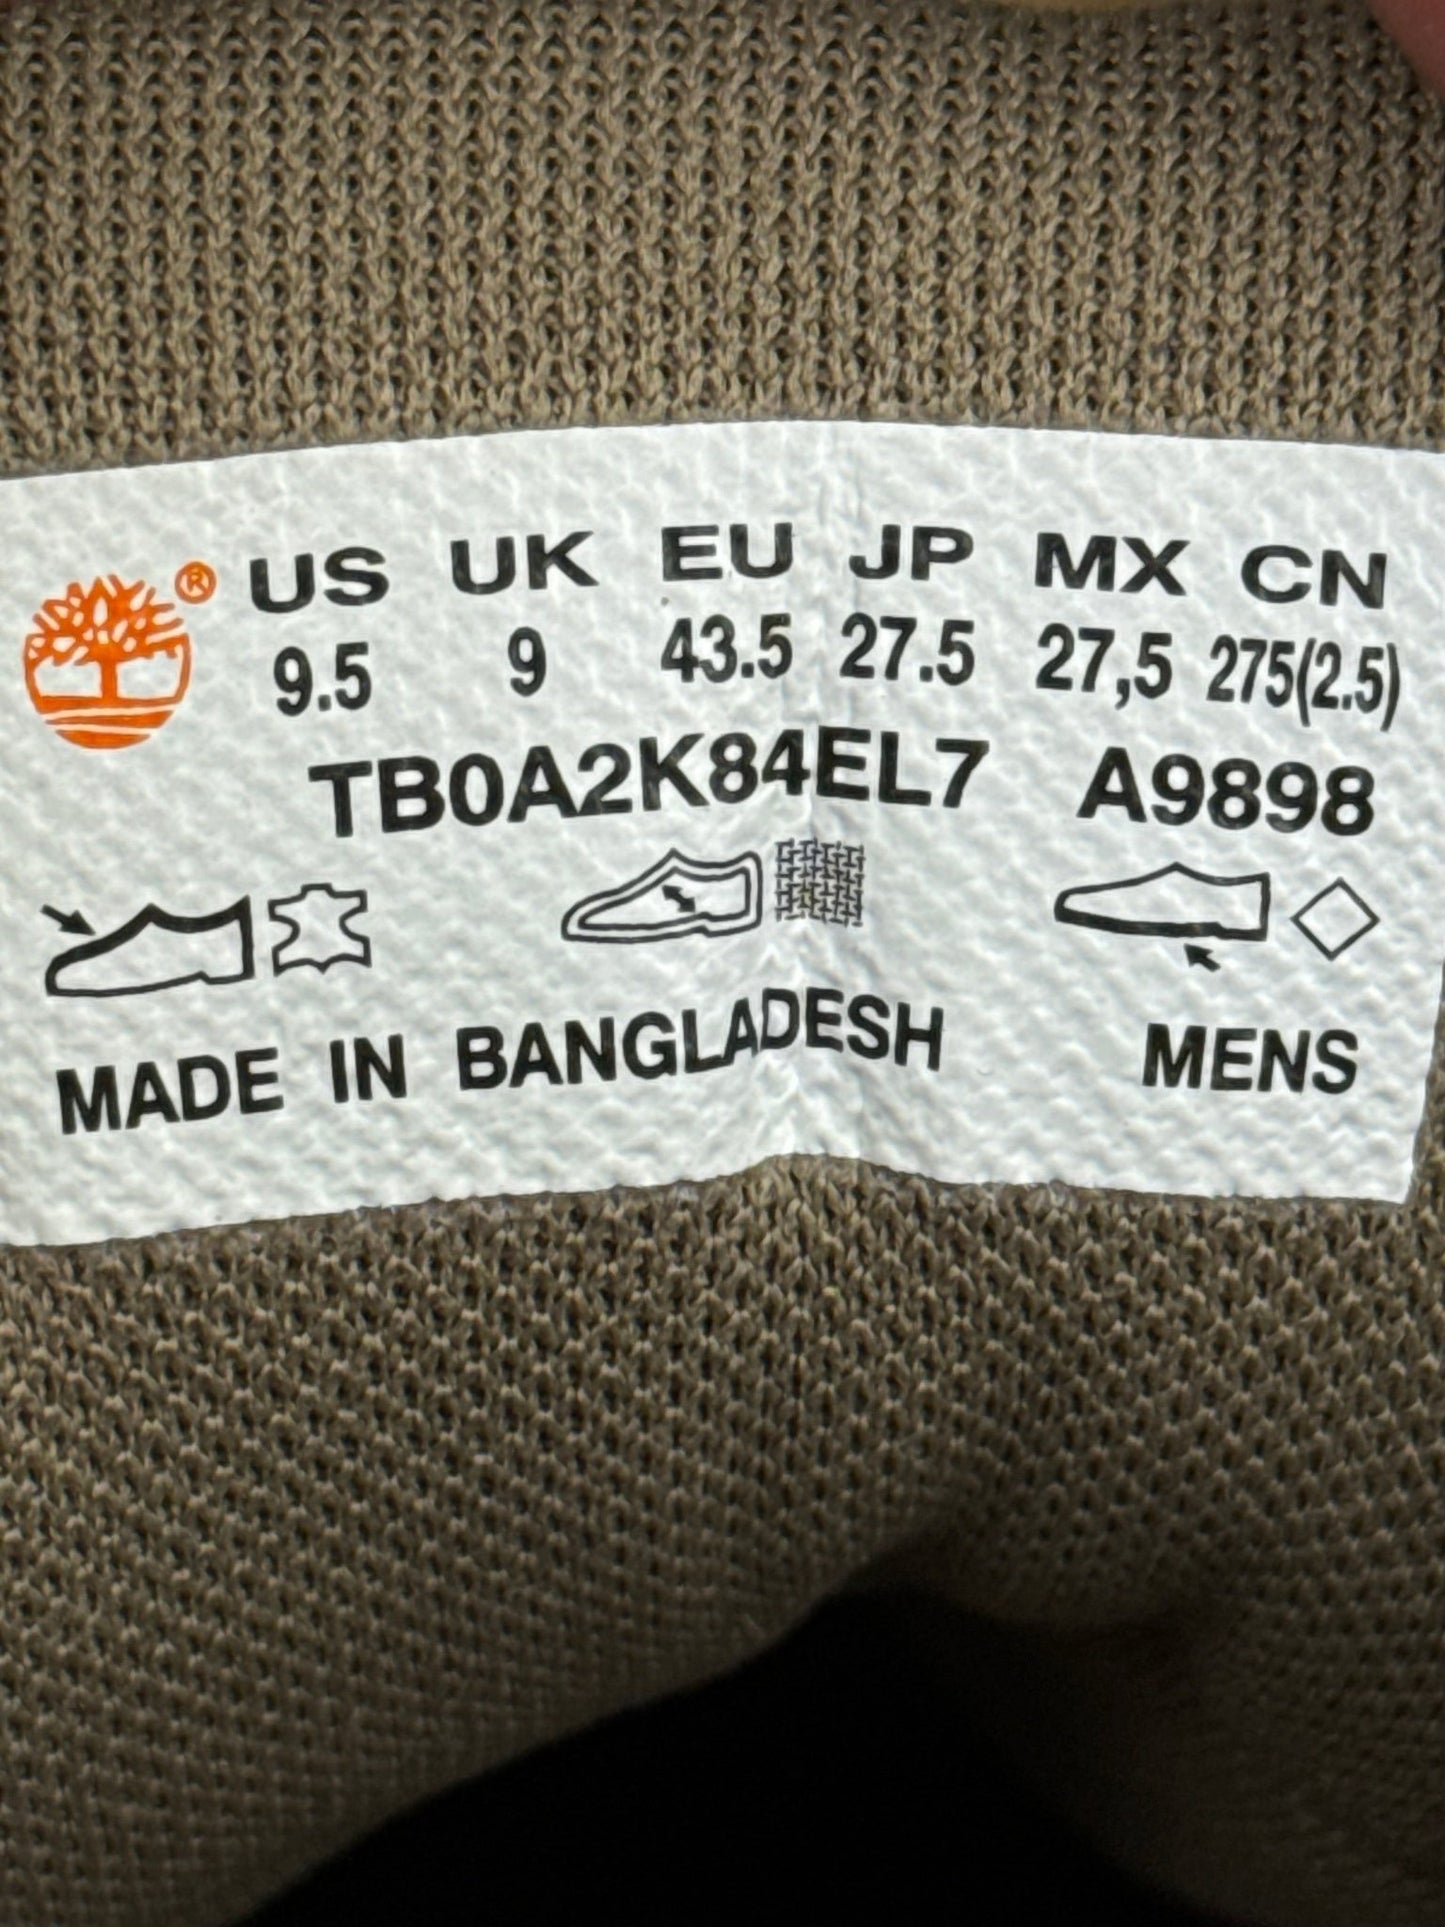 ® US UK EU JP MX CN
9.5 9 43.5 27.5 27,5 275(2.5)
TB0A2K84EL7 A9898
MADE IN BANGLADESH MENS